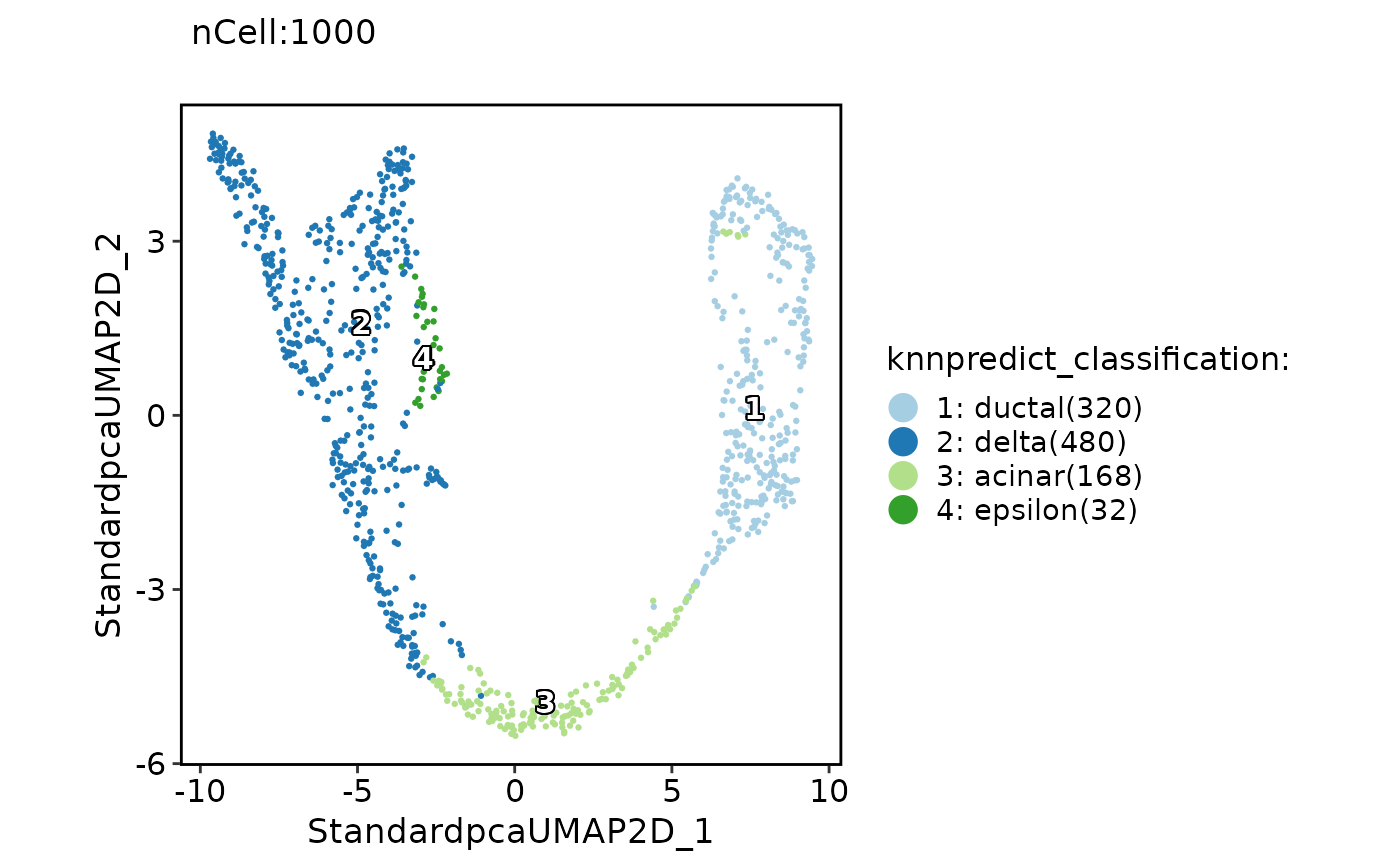 nCell:1000
StandardpcaUMAP2D_2
3
0
-3
-6
2
4
1
3
-10
-5
0
5
10
StandardpcaUMAP2D_1
knnpredict_classification:
1: ductal(320)
2: delta(480)
3: acinar(168)
4: epsilon(32)